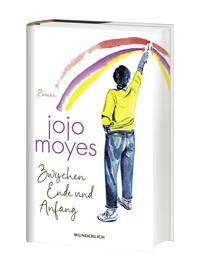 Roman
jojo
moyes
Zwischen
Ende und
Anfang
WUNDERLICH